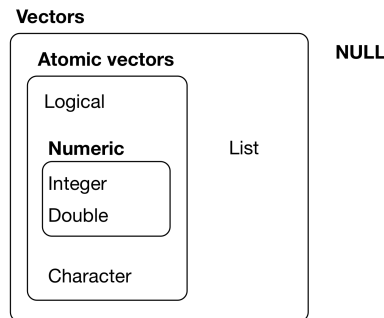 Vectors
NULL
Atomic vectors
Logical
Numeric
List
Integer
Double
Character